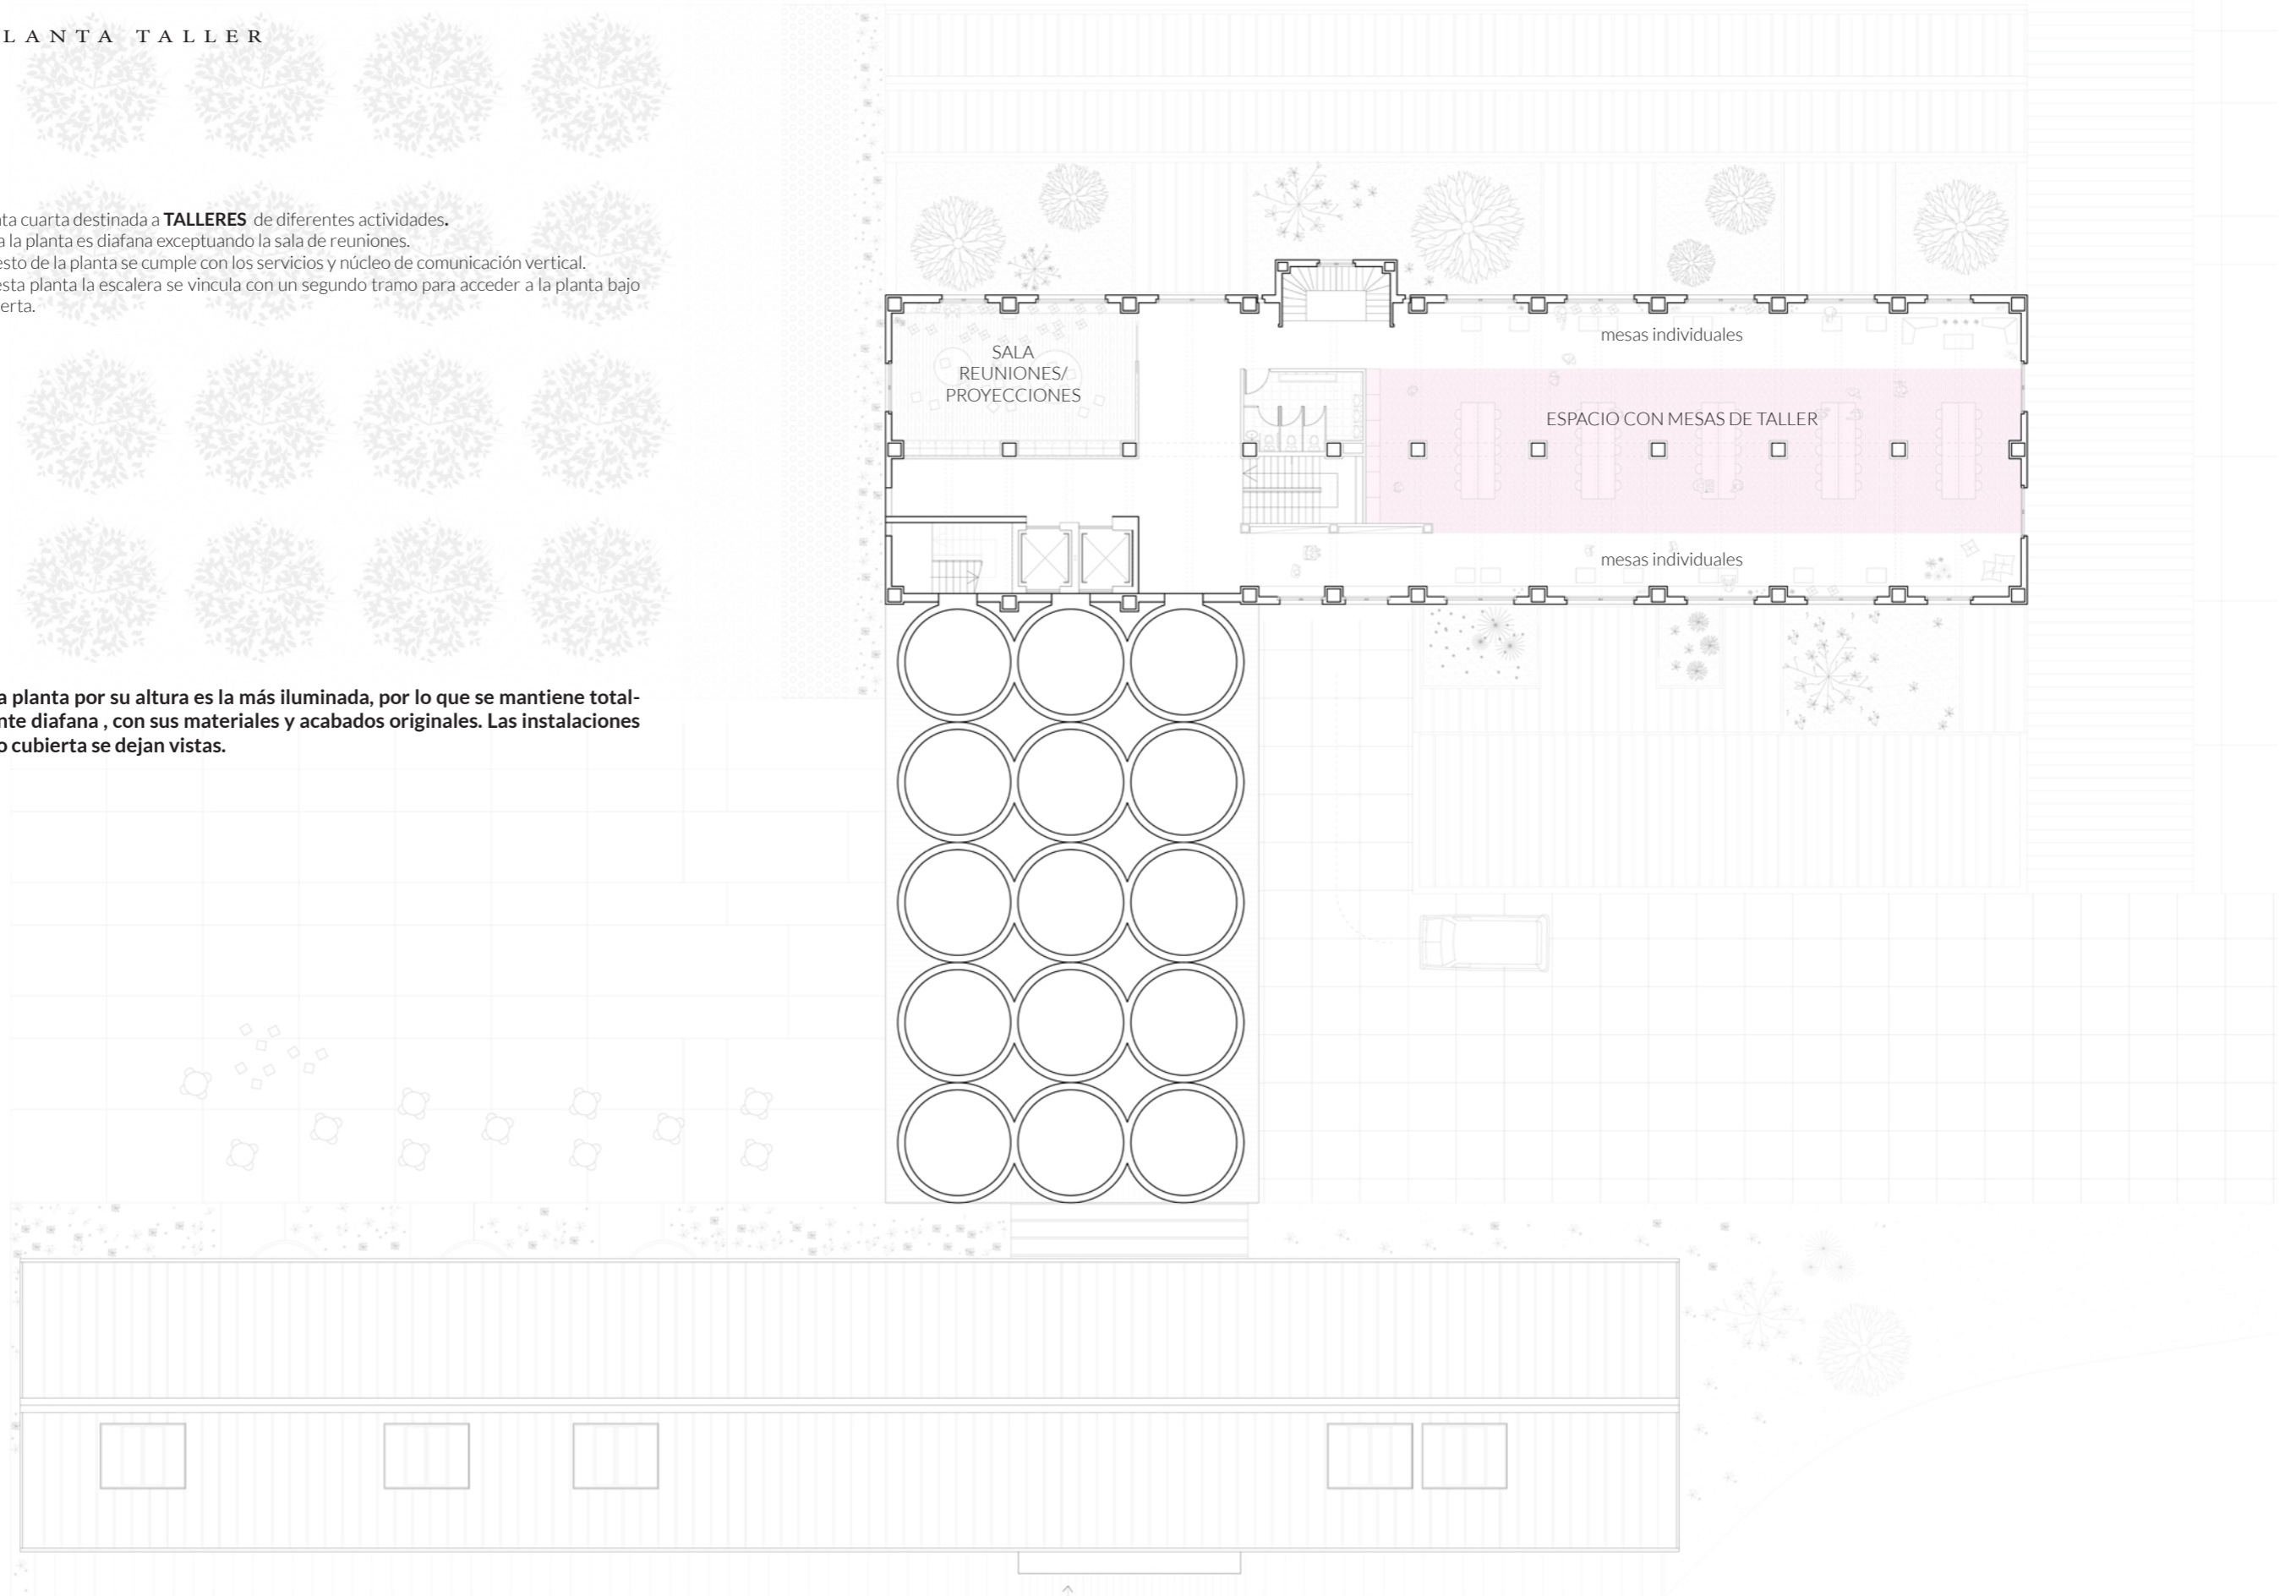 LANTA TALLER
ta cuarta destinada a TALLERES de diferentes actividades.
a la planta es diafana exceptuando la sala de reuniones.
esto de la planta se cumple con los servicios y núcleo de comunicación vertical.
esta planta la escalera se vincula con un segundo tramo para acceder a la planta bajo
erta.
mesas individuales
SALA
REUNIONES/
PROYECCIONES
ESPACIO CON MESAS DE TALLER
mesas individuales
a planta por su altura es la más iluminada, por lo que se mantiene total-
nte diafana , con sus materiales y acabados originales. Las instalaciones
o cubierta se dejan vistas.